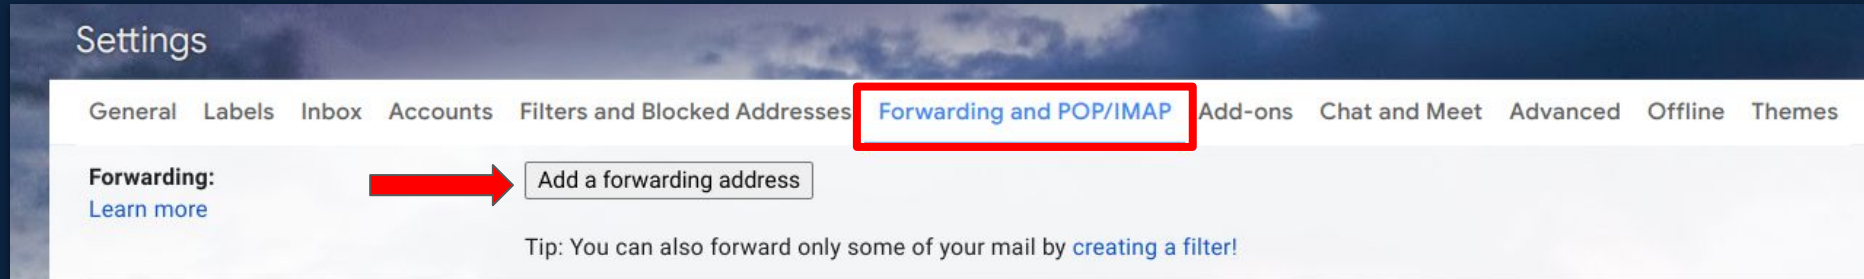 Settings
General Labels Inbox Accounts Filters and Blocked Addresses Forwarding and POP/IMAP Add-ons Chat and Meet Advanced Offline Themes
Forwarding: Add a forwarding address
Learn more
Tip: You can also forward only some of your mail by creating a filter!